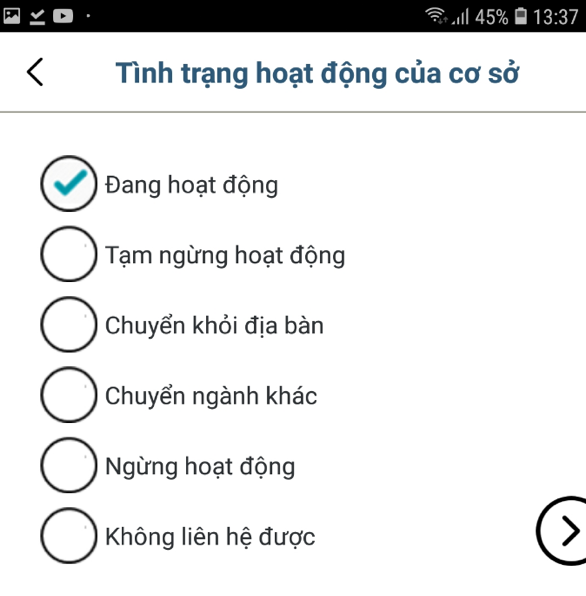 45% 13:37
Tình trạng hoạt động của cơ sở
Đang hoạt động
Tạm ngừng hoạt động
Chuyển khỏi địa bàn
Chuyển ngành khác
Ngừng hoạt động
Không liên hệ được